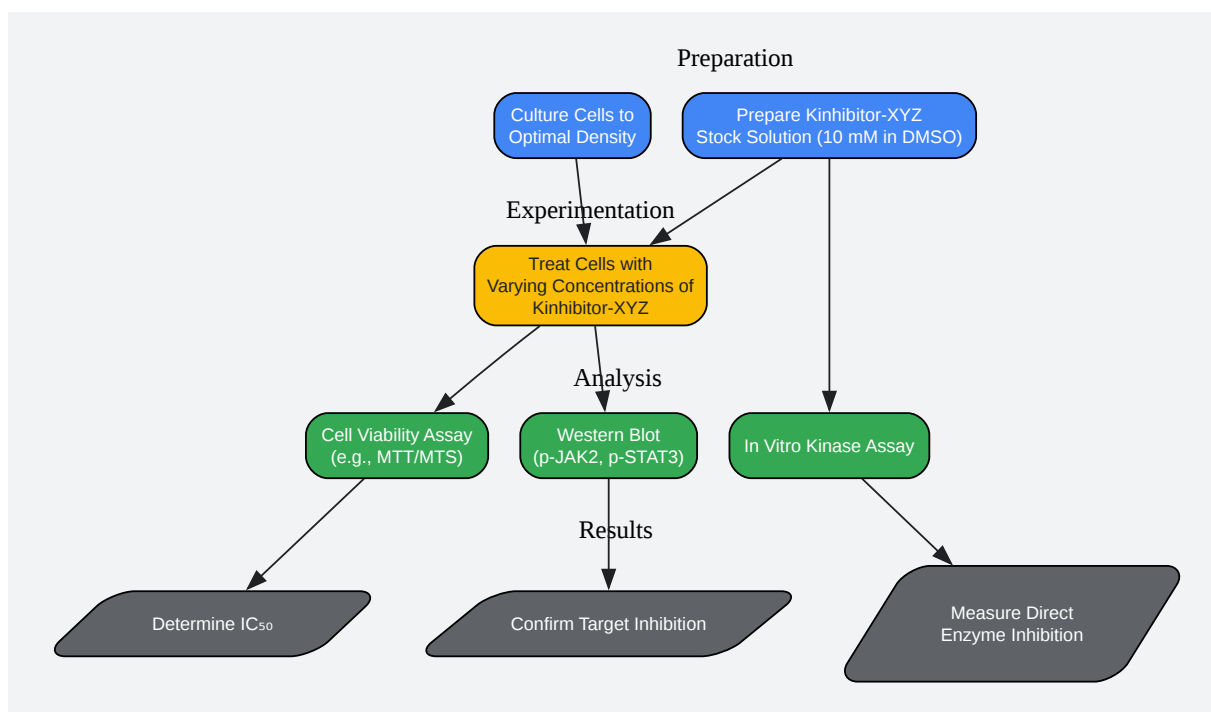 Preparation
Culture Cells to
Optimal Density
Prepare Kinhibitor-XYZ
Stock Solution (10 mM in DMSO)
Experimentation
Treat Cells with
Varying Concentrations of
Kinhibitor-XYZ
Analysis
Cell Viability Assay
(e.g., MTT/MTS)
Western Blot
(p-JAK2, p-STAT3)
In Vitro Kinase Assay
Results
Determine IC₅₀
Confirm Target Inhibition
Measure Direct
Enzyme Inhibition